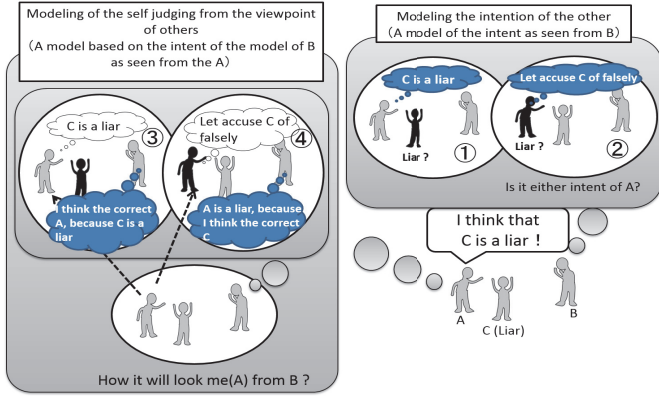 Modeling of the self judging from the viewpoint
of others
（A model based on the intent of the model of B
as seen from the A）
C is a liar
③
Let accuse C of
falsely
④
I think the correct
A, because C is a
liar
A is a liar, because
I think the correct
C
How it will look me(A) from B ?
Modeling the intention of the other
（A model of the intent as seen from B）
C is a liar
Let accuse C of falsely
Liar ?
①
Liar ?
②
Is it either intent of A?
I think that
C is a liar！
A
C (Liar)
B